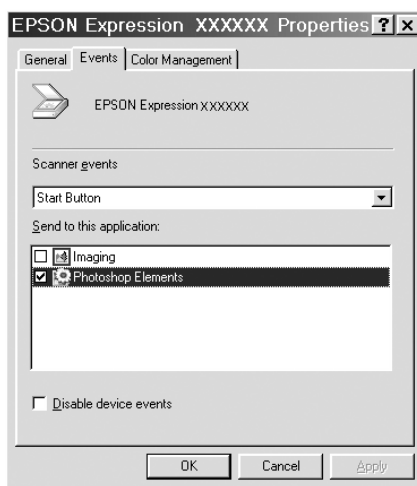 EPSON Expression XXXXXX Properties ? ×
General Events Color Management
EPSON Expression XXXXXX
Scanner events
Start Button
Send to this application:
Imaging
Photoshop Elements
Disable device events
OK Cancel Apply